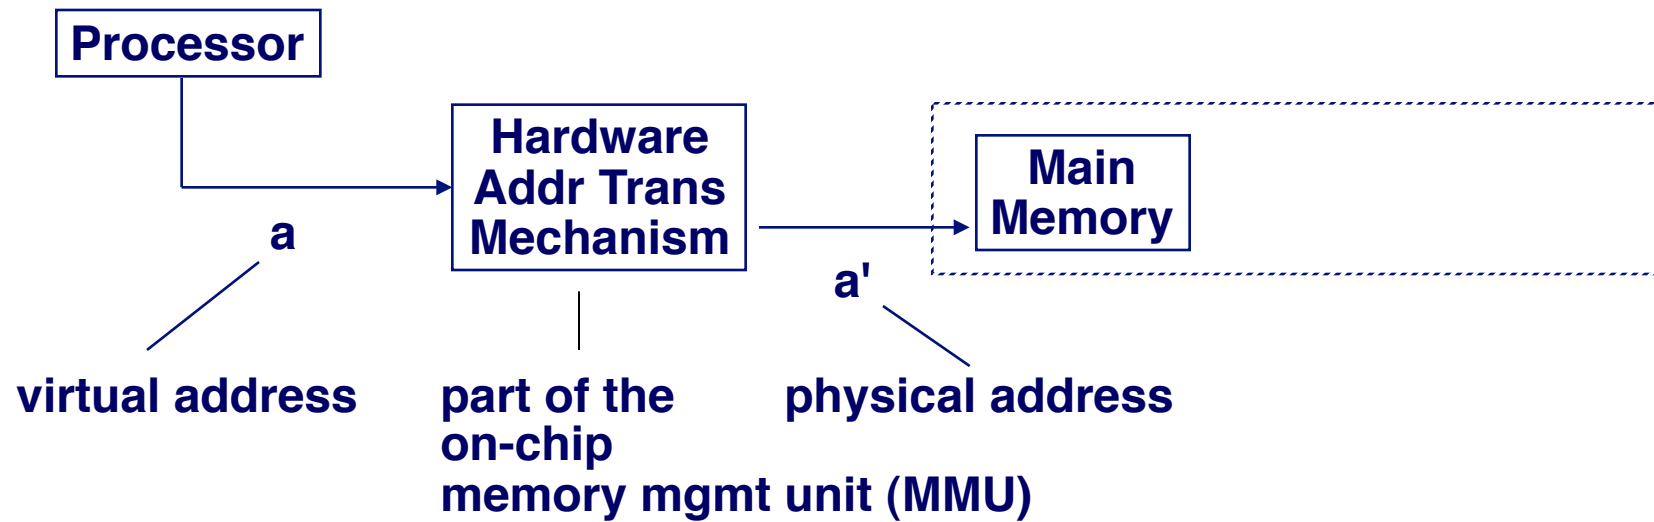 Processor
Hardware
Addr Trans
Mechanism
Main
Memory
a
a'
virtual address
part of the
on-chip
memory mgmt unit (MMU)
physical address